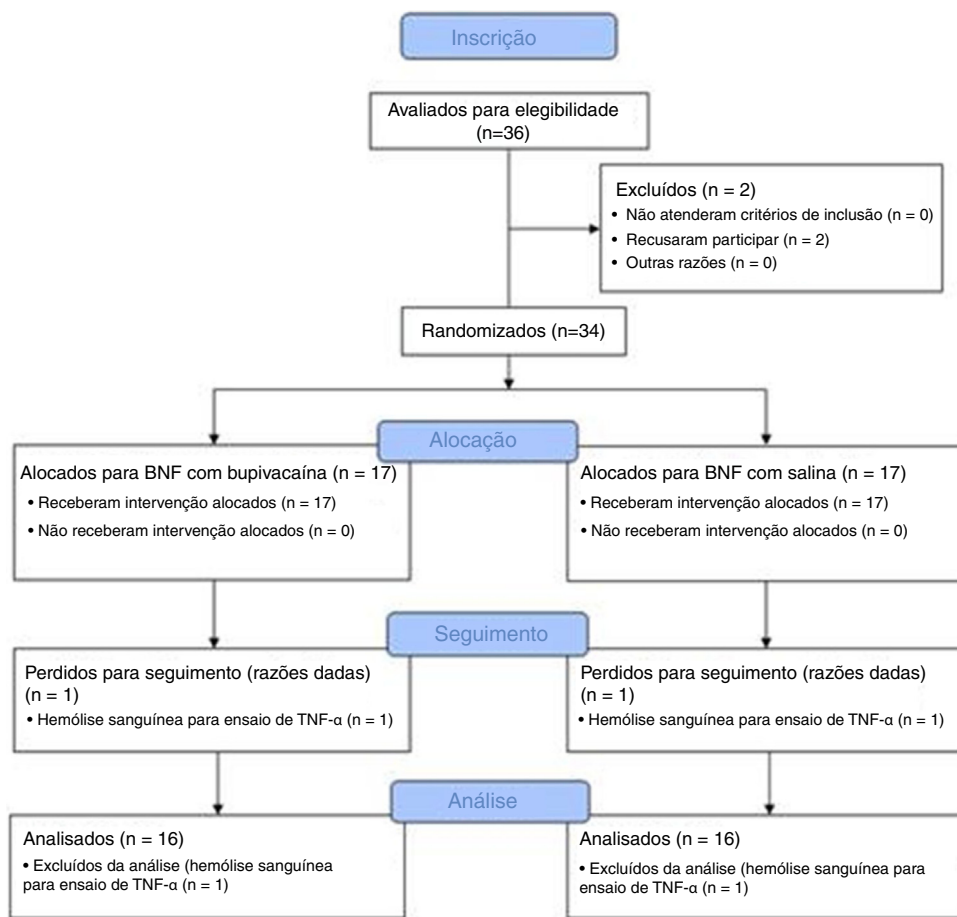 Inscrição
Avaliados para elegibilidade
(n=36)
Excluídos (n = 2)
• Não atenderam critérios de inclusão (n = 0)
• Recusaram participar (n = 2)
• Outras razões (n = 0)
Randomizados (n=34)
Alocação
Alocados para BNF com bupivacaína (n = 17)
• Receberam intervenção alocados (n = 17)
• Não receberam intervenção alocados (n = 0)
Alocados para BNF com salina (n = 17)
• Receberam intervenção alocados (n = 17)
• Não receberam intervenção alocados (n = 0)
Seguimento
Perdidos para seguimento (razões dadas)
(n = 1)
• Hemólise sanguínea para ensaio de TNF-α (n = 1)
Perdidos para seguimento (razões dadas)
(n = 1)
• Hemólise sanguínea para ensaio de TNF-α (n = 1)
Análise
Analisados (n = 16)
• Excluídos da análise (hemólise sanguínea
para ensaio de TNF-α (n = 1)
Analisados (n = 16)
• Excluídos da análise (hemólise sanguínea para
ensaio de TNF-α (n = 1)